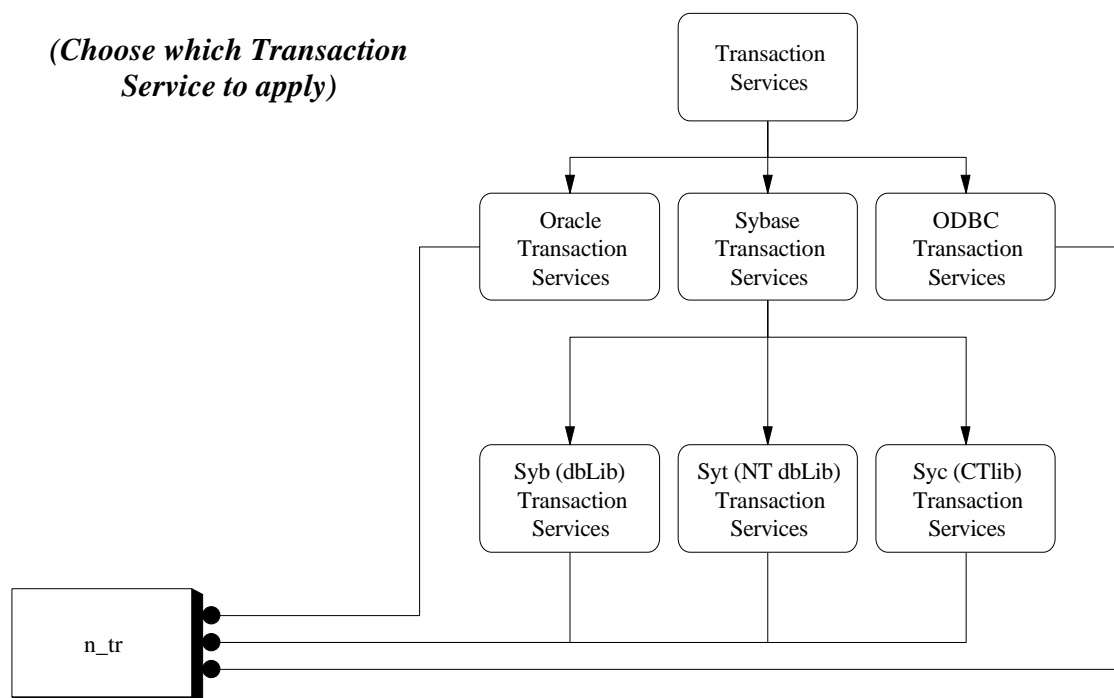 (Choose which Transaction
Service to apply)
Transaction
Services
Oracle
Transaction
Services
Sybase
Transaction
Services
ODBC
Transaction
Services
Syb (dbLib)
Transaction
Services
Syt (NT dbLib)
Transaction
Services
Syc (CTlib)
Transaction
Services
n_tr